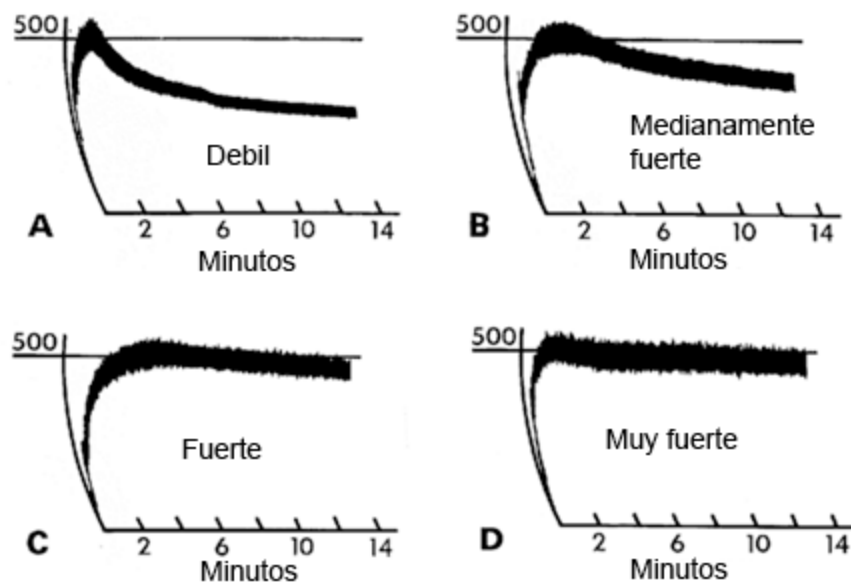 500
Debil
A
2 6 10 14
Minutos
500
Medianamente
fuerte
B
2 6 10 14
Minutos
500
Fuerte
C
2 6 10 14
Minutos
500
Muy fuerte
D
2 6 10 14
Minutos